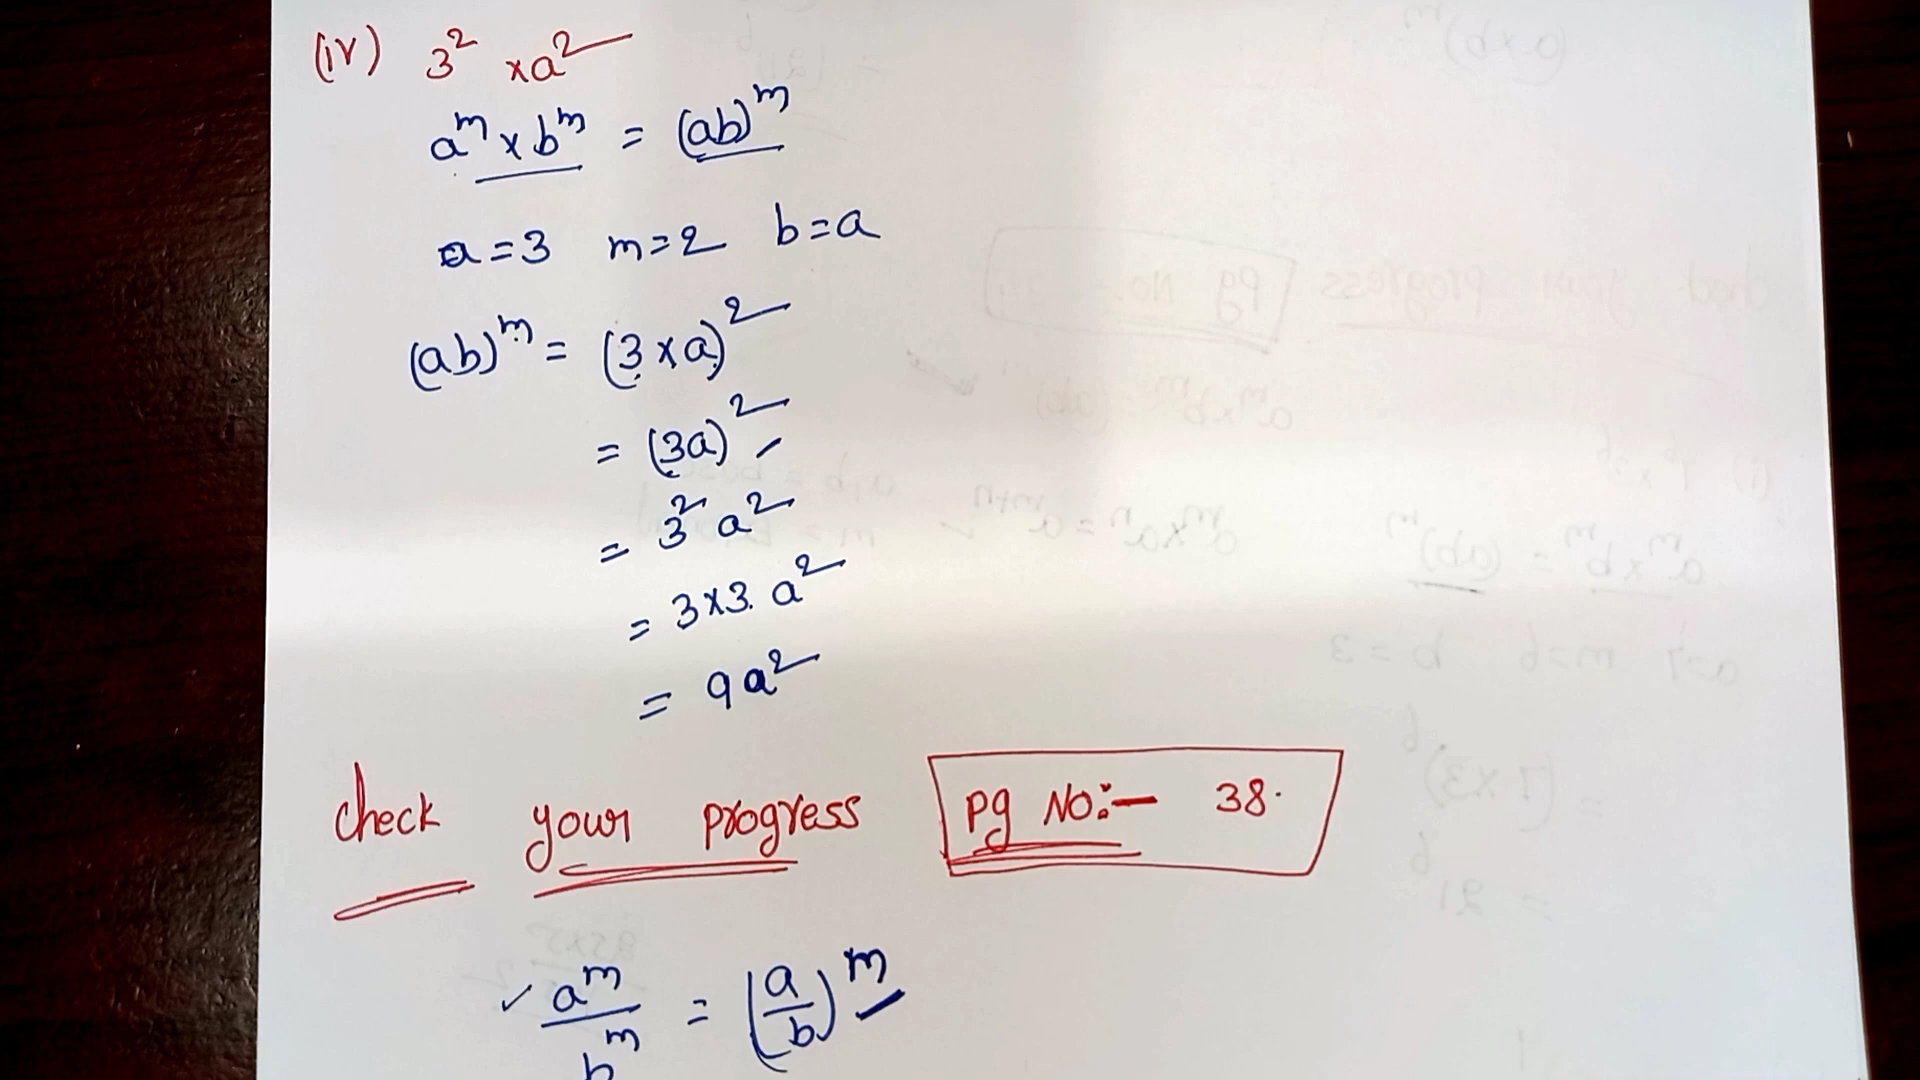 (iv) 3² × a²
aᵐ × bᵐ = (ab)ᵐ
a = 3 m = 2 b = a
(ab)ᵐ = (3 × a)²
= (3a)²
= 3² a²
= 3×3. a²
= 9a²
check your progress pg NO:- 38.
✓ aᵐ/bᵐ = (a/b)ᵐ